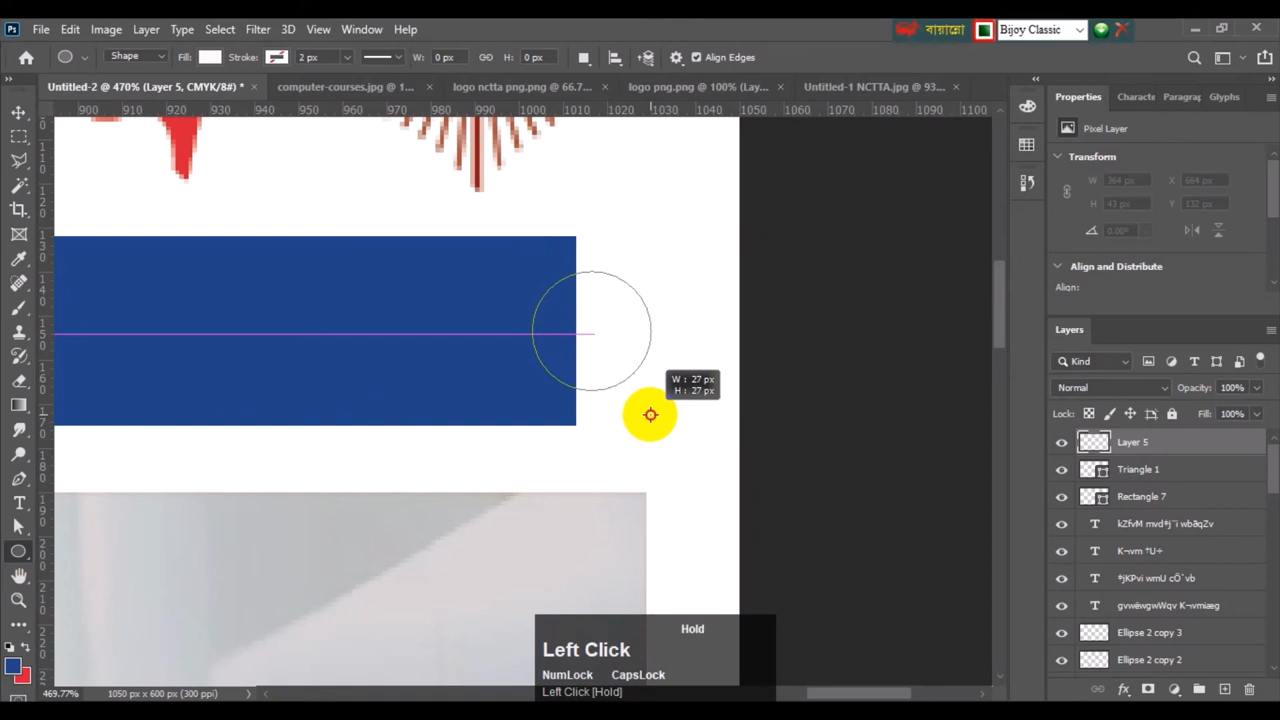 Ps File Edit Image Layer Type Select Filter 3D View Window Help বায়ান্নো Bijoy Classic
Shape Fill: Stroke: 2 px W: 0 px H: 0 px Align Edges
Untitled-2 @ 470% (Layer 5, CMYK/8#) * computer-courses.jpg @ 1... logo nctta png.png @ 66.7... logo png.png @ 100% (Lay... Untitled-1 NCTTA.jpg @ 93...
Properties Characte Paragraph Glyphs
900 910 920 930 940 950 960 970 980 990 1000 1010 1020 1030 1040 1050 1060 1070 1080 1090 1100
Pixel Layer
Transform
W 364 px X 664 px
H 43 px Y 132 px
0.00°
Align and Distribute
Align:
Layers
Kind
Normal Opacity: 100%
Lock: Fill: 100%
Layer 5
Triangle 1
Rectangle 7
T kZfvM mvd⁪j¨i wb⁪qZv
T K¬vm †U÷
T ªjKPvi wmU cÖ`vb
T gvwëwgwWqv K¬vmiæg
Ellipse 2 copy 3
Ellipse 2 copy 2
W : 27 px
H : 27 px
Hold
Left Click
NumLock CapsLock
Left Click [Hold]
469.77% 1050 px x 600 px (300 ppi)